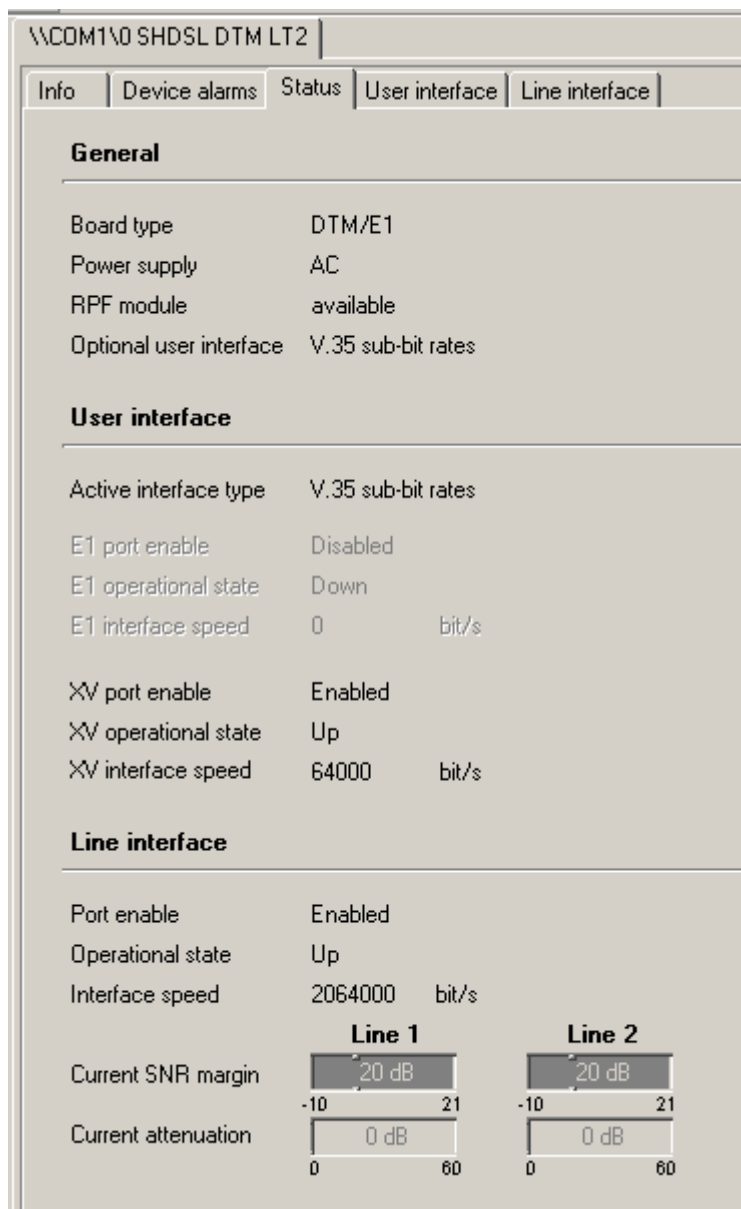 \\COM1\0 SHDSL DTM LT2
Info Device alarms Status User interface Line interface
General
Board type DTM/E1
Power supply AC
RPF module available
Optional user interface V.35 sub-bit rates
User interface
Active interface type V.35 sub-bit rates
E1 port enable Disabled
E1 operational state Down
E1 interface speed 0 bit/s
XV port enable Enabled
XV operational state Up
XV interface speed 64000 bit/s
Line interface
Port enable Enabled
Operational state Up
Interface speed 2064000 bit/s
Line 1 Line 2
Current SNR margin 20 dB 20 dB
-10 21 -10 21
Current attenuation 0 dB 0 dB
0 60 0 60